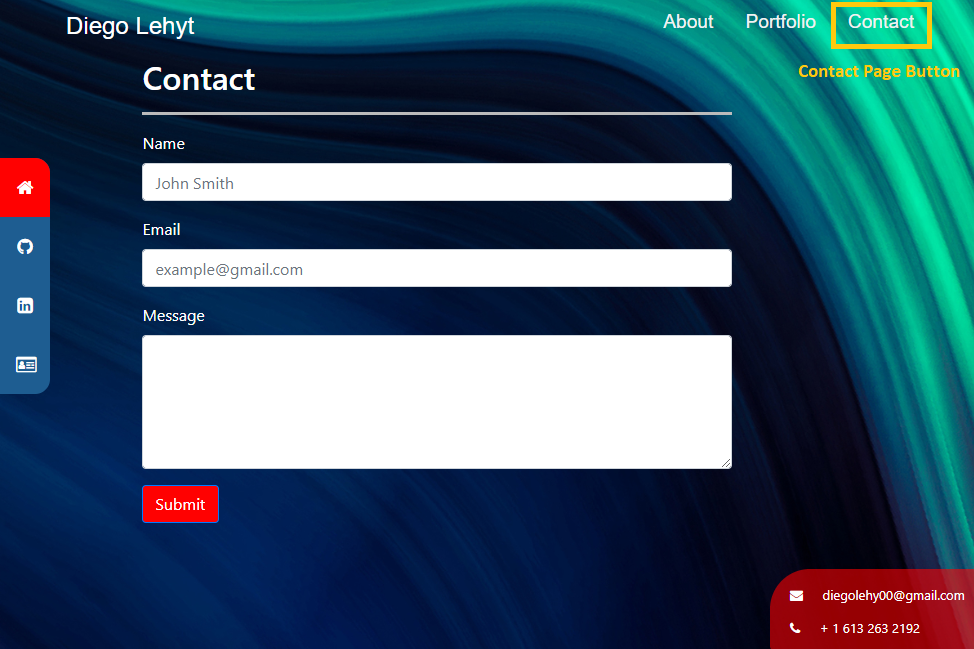 Diego Lehyt
About Portfolio Contact
Contact Page Button
Contact
Name
John Smith
Email
example@gmail.com
Message
Submit
diegolehy00@gmail.com
+ 1 613 263 2192